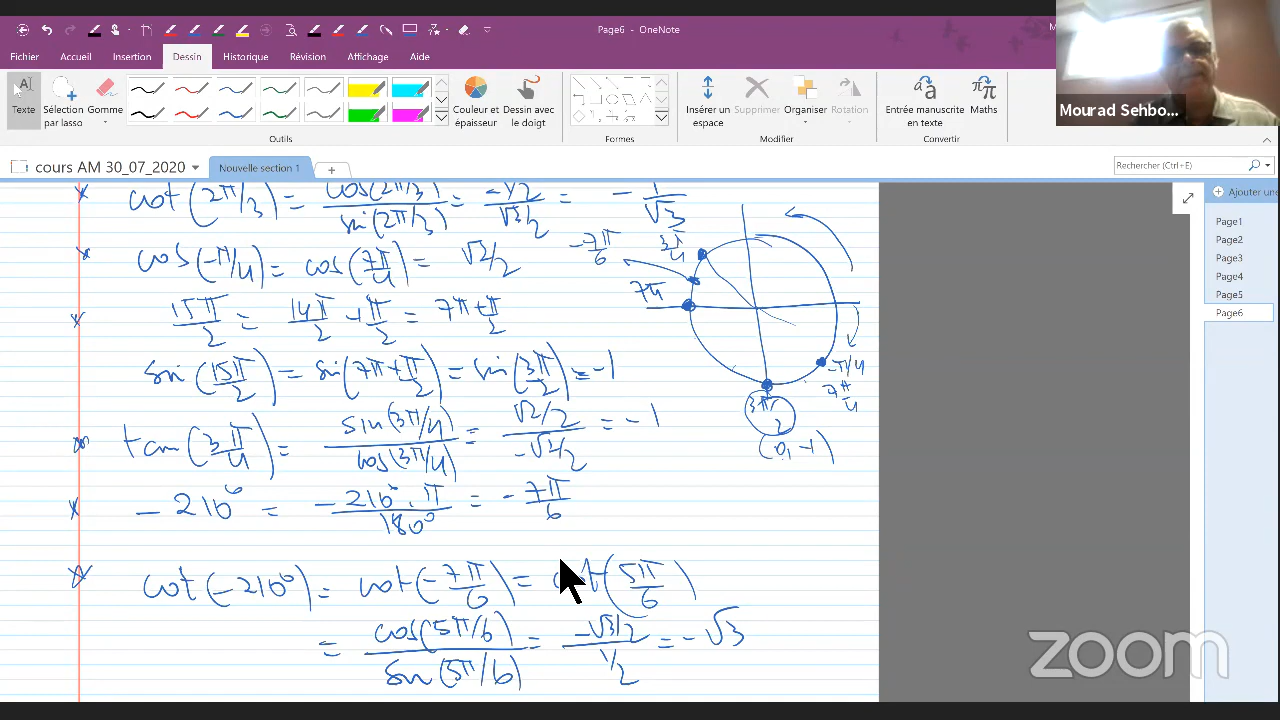 Page6 - OneNote
Fichier Accueil Insertion Dessin Historique Révision Affichage Aide
Texte
Sélection par lasso
Gomme
Couleur et épaisseur
Dessin avec le doigt
Insérer un espace
Supprimer
Organiser
Rotation
Entrée manuscrite en texte
Maths
Outils Formes Modifier Convertir
Mourad Sehbo...
cours AM 30_07_2020
Nouvelle section 1
+
Rechercher (Ctrl+E)
Ajouter une
Page1
Page2
Page3
Page4
Page5
Page6
* cot(2π/3) = cos(2π/3)/sin(2π/3) = -1/2 / √3/2 = - 1/√3
* cos(-π/4) = cos(7π/4) = √2/2
* 15π/2 = 14π/2 + π/2 = 7π + π/2
sin(15π/2) = sin(7π + π/2) = sin(3π/2) = -1
* tan(3π/4) = sin(3π/4)/cos(3π/4) = √2/2 / -√2/2 = -1
* -210° = -210°.π/180° = -7π/6
* cot(-210°) = cot(-7π/6) = cot(5π/6)
= cos(5π/6)/sin(5π/6) = -√3/2 / 1/2 = -√3
-7π/6
3π/4
7π
-π/4
7π/4
3π/2
(0, -1)
zoom